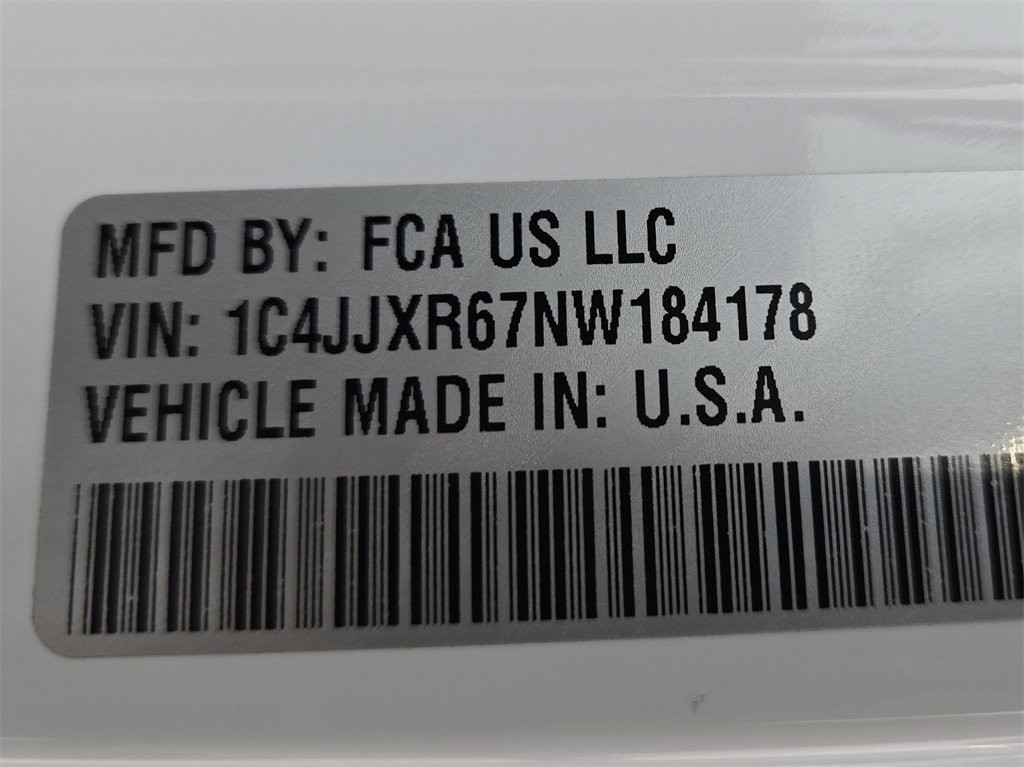 MFD BY: FCA US LLC
VIN: 1C4JJXR67NW184178
VEHICLE MADE IN: U.S.A.